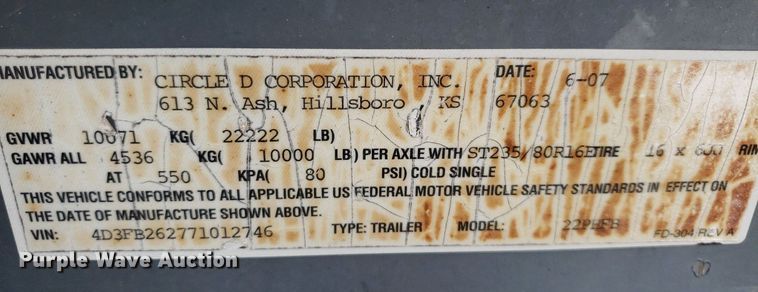 MANUFACTURED BY: CIRCLE D CORPORATION, INC. DATE: 6-07
613 N. Ash, Hillsboro, KS 67063
GVWR 10071 KG( 22222 LB)
GAWR ALL 4536 KG( 10000 LB) PER AXLE WITH ST235/80R16E TIRE 16 x 600 RIM
AT 550 KPA( 80 PSI) COLD SINGLE
THIS VEHICLE CONFORMS TO ALL APPLICABLE US FEDERAL MOTOR VEHICLE SAFETY STANDARDS IN EFFECT ON
THE DATE OF MANUFACTURE SHOWN ABOVE.
VIN: 4D3FB262771012746 TYPE: TRAILER MODEL:
FD-304 REV A
Purple Wave Auction